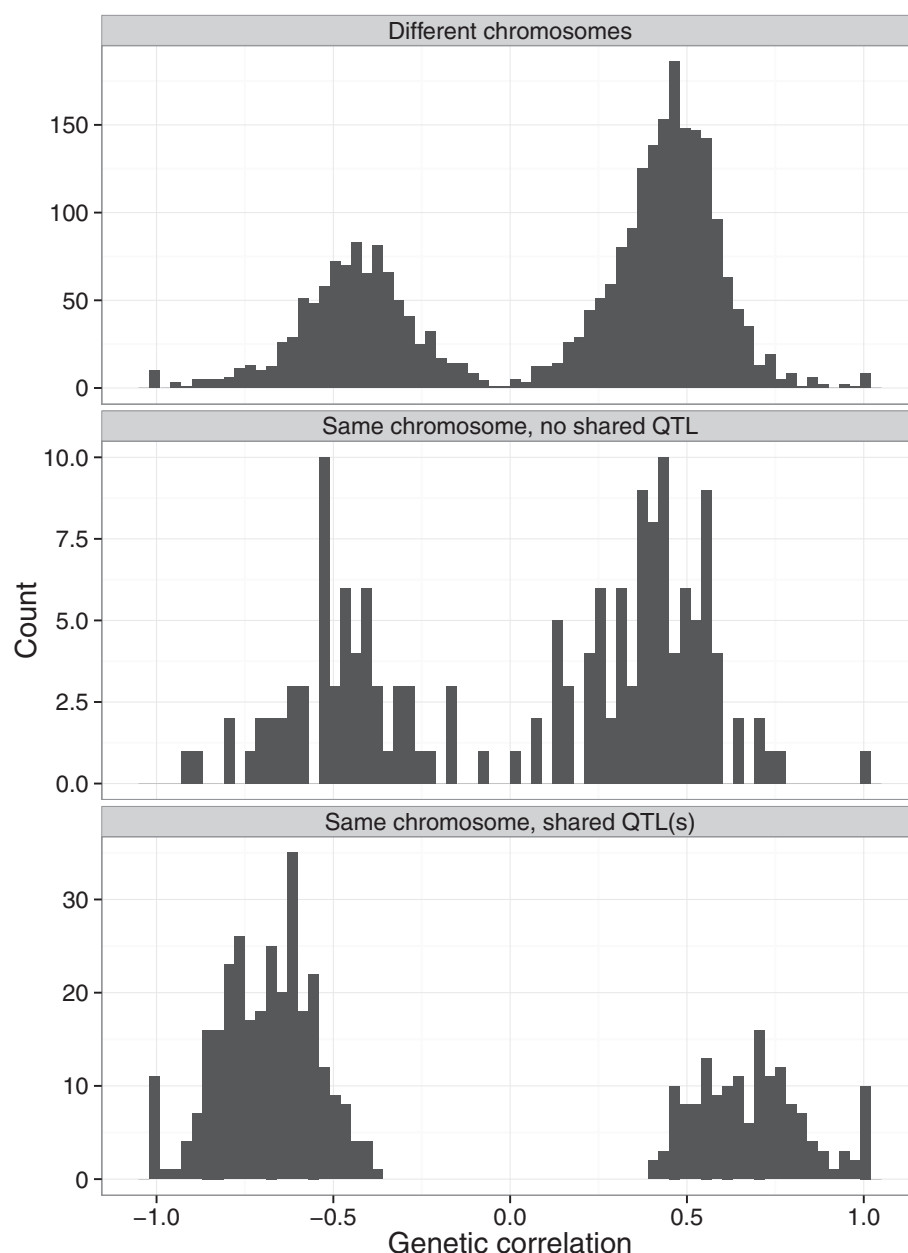 Different chromosomes
150
100
50
0
Same chromosome, no shared QTL
10.0
7.5
5.0
2.5
0.0
Count
Same chromosome, shared QTL(s)
30
20
10
0
−1.0 −0.5 0.0 0.5 1.0
Genetic correlation